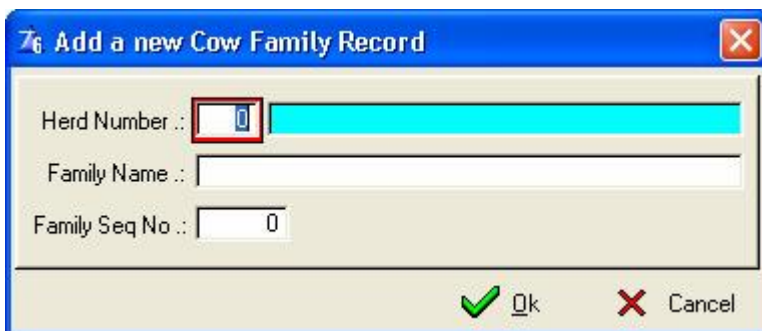 Add a new Cow Family Record
Herd Number .: 0
Family Name .:
Family Seq No .: 0
Ok Cancel